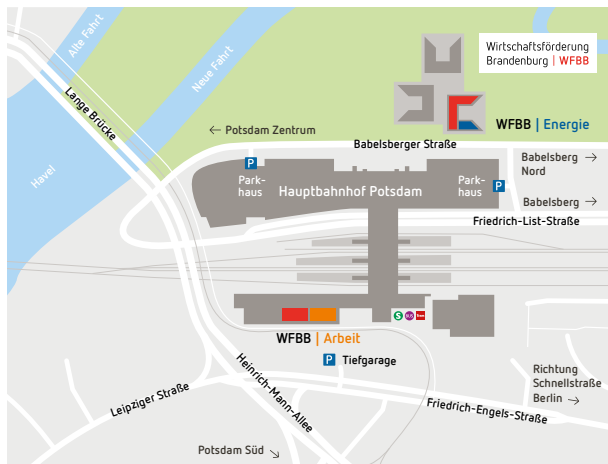 Alte Fahrt
Neue Fahrt
Wirtschaftsförderung
Brandenburg | WFBB
Lange Brücke
WFBB | Energie
← Potsdam Zentrum
Babelsberger Straße
Havel
P
Park-
haus
Hauptbahnhof Potsdam
Park-
haus
P
Babelsberg →
Nord
Babelsberg →
Friedrich-List-Straße
S
BUS
Tram
WFBB | Arbeit
P Tiefgarage
Heinrich-Mann-Allee
Leipziger Straße
Richtung
Schnellstraße
Berlin →
Friedrich-Engels-Straße
Potsdam Süd ↘